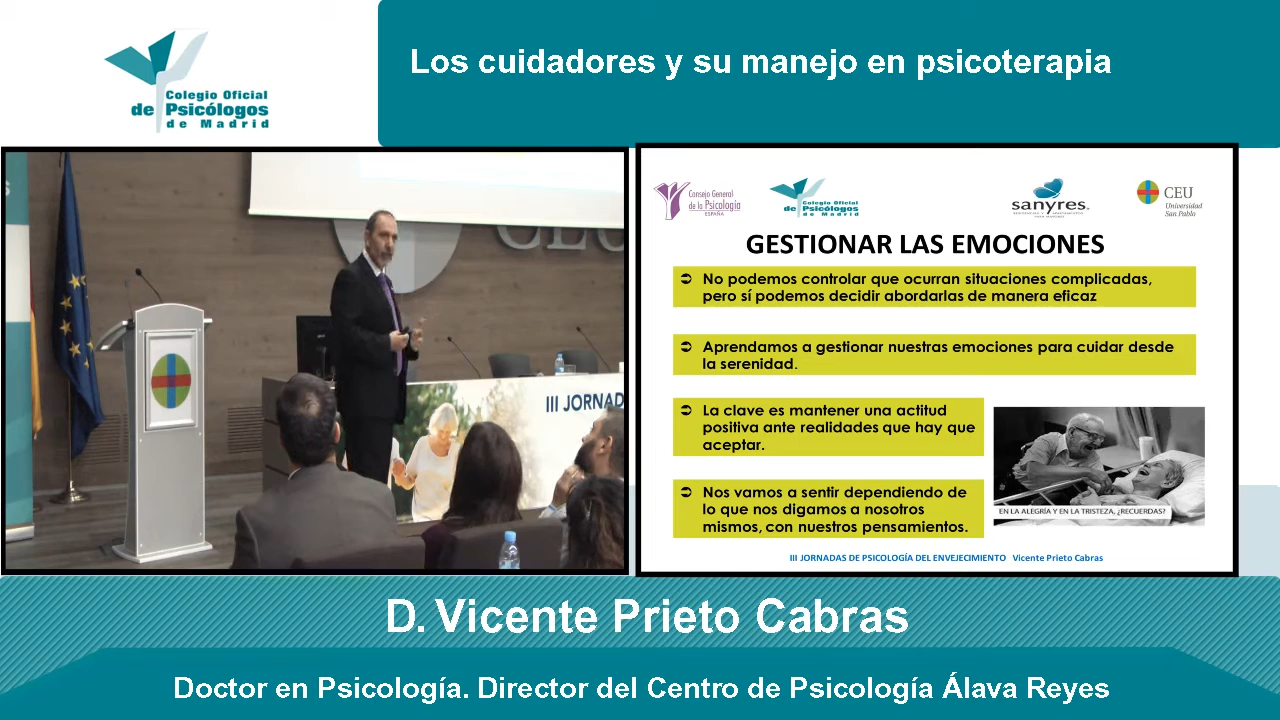 Los cuidadores y su manejo en psicoterapia
Colegio Oficial
de Psicólogos
de Madrid
CEU
III JORNAD
Consejo General
de la Psicología
ESPAÑA
Colegio Oficial
de Psicólogos
de Madrid
sanyres.
CEU
Universidad
San Pablo
GESTIONAR LAS EMOCIONES
No podemos controlar que ocurran situaciones complicadas,
pero sí podemos decidir abordarlas de manera eficaz
Aprendamos a gestionar nuestras emociones para cuidar desde
la serenidad.
La clave es mantener una actitud
positiva ante realidades que hay que
aceptar.
Nos vamos a sentir dependiendo de
lo que nos digamos a nosotros
mismos, con nuestros pensamientos.
EN LA ALEGRÍA Y EN LA TRISTEZA, ¿RECUERDAS?
III JORNADAS DE PSICOLOGÍA DEL ENVEJECIMIENTO Vicente Prieto Cabras
D. Vicente Prieto Cabras
Doctor en Psicología. Director del Centro de Psicología Álava Reyes